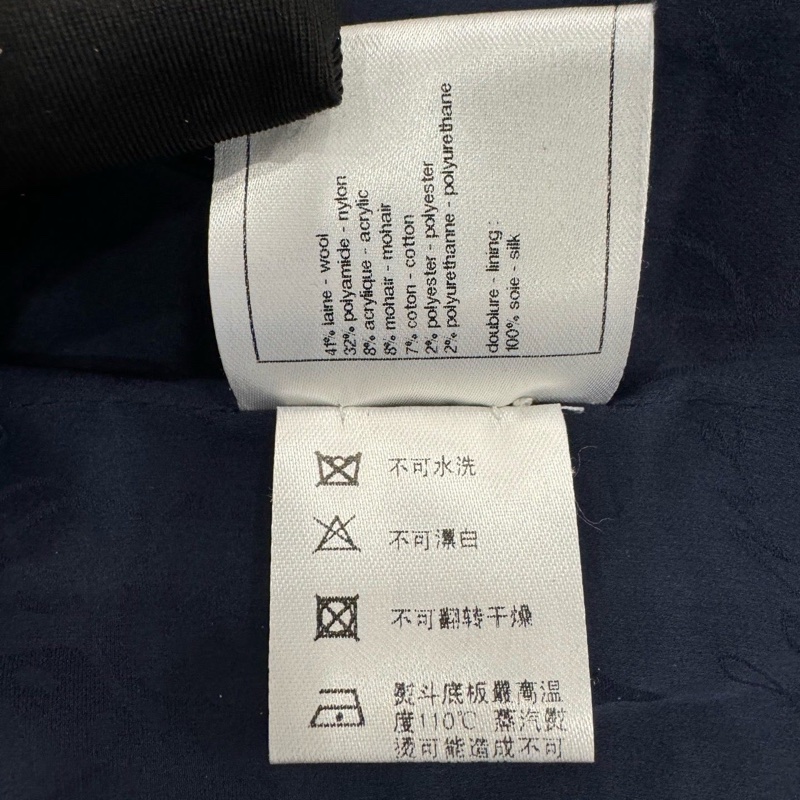 41% laine - wool
32% polyamide - nylon
8% acrylique - acrylic
8% mohair - mohair
7% coton - cotton
2% polyester - polyester
2% polyurethanne - polyurethane
doublure - lining :
100% soie - silk
不可水洗
不可漂白
不可翻转干燥
熨斗底板最高温
度110℃ 蒸汽熨
烫可能造成不可